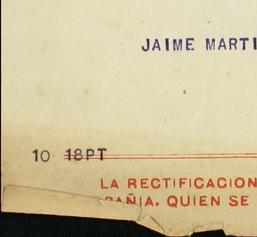 JAIME MARTI
10 18PT
LA RECTIFICACION
PAÑIA, QUIEN SE